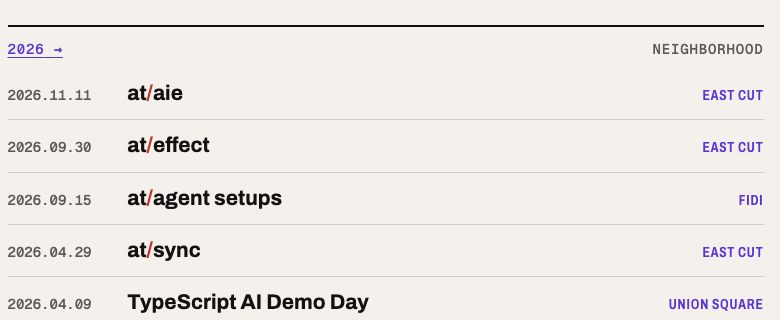 2026 → NEIGHBORHOOD
2026.11.11 at/aie EAST CUT
2026.09.30 at/effect EAST CUT
2026.09.15 at/agent setups FIDI
2026.04.29 at/sync EAST CUT
2026.04.09 TypeScript AI Demo Day UNION SQUARE